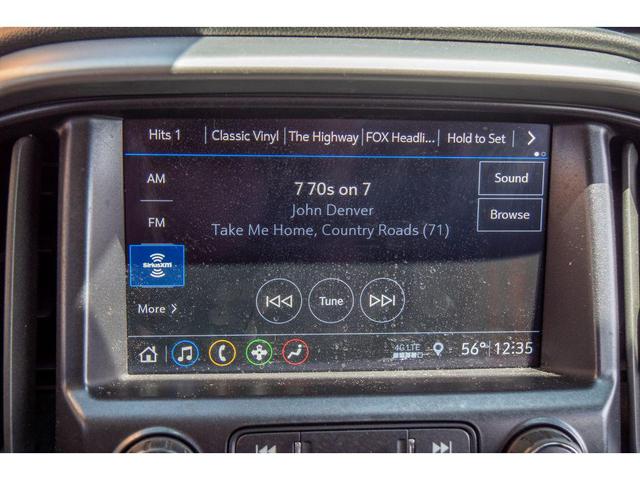 Hits 1 Classic Vinyl The Highway FOX Headli... Hold to Set
AM
7 70s on 7
Sound
John Denver
Browse
FM
Take Me Home, Country Roads (71)
SiriusXM
More
Tune
4G LTE
56° 12:35